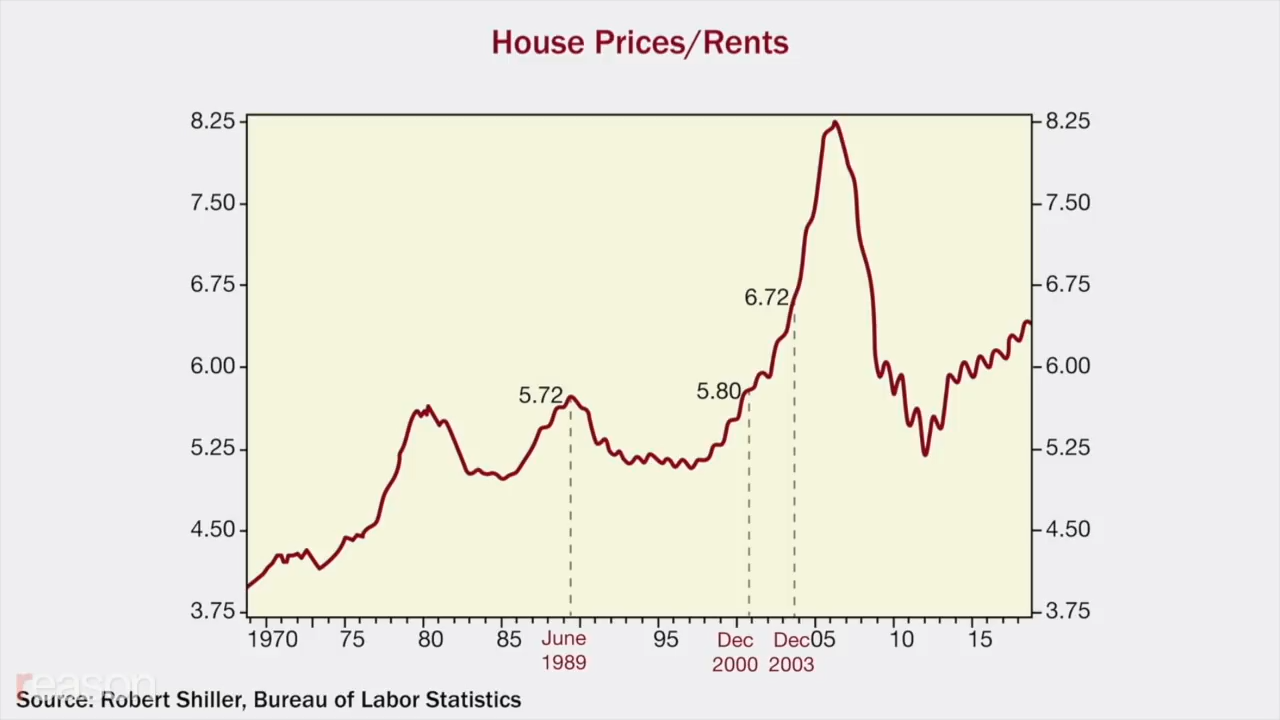 House Prices/Rents
8.25 8.25
7.50 7.50
6.75 6.75
6.72
6.00 6.00
5.72 5.80
5.25 5.25
4.50 4.50
3.75 3.75
1970 75 80 85 June 95 Dec Dec 05 10 15
1989 2000 2003
reason
Source: Robert Shiller, Bureau of Labor Statistics